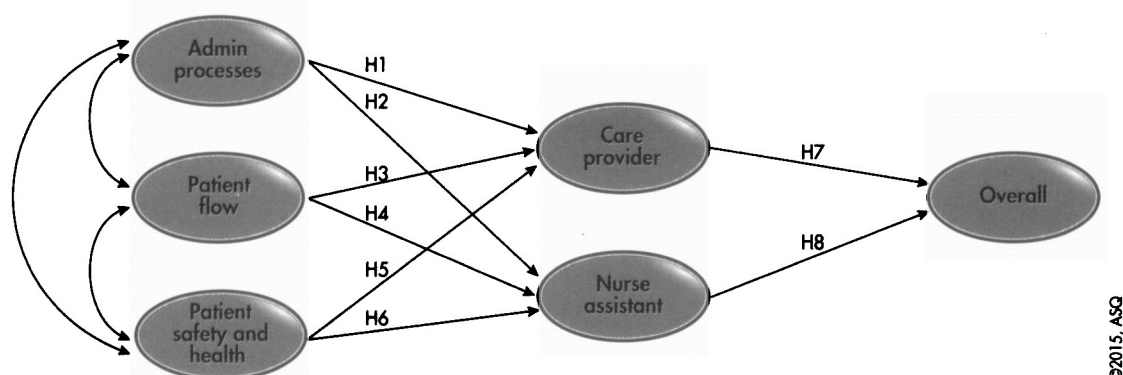 Admin
processes
H1
H2
Care
provider
H7
Patient
flow
H3
H4
Overall
H5
Nurse
assistant
H8
Patient
safety and
health
H6
©2015, ASQ